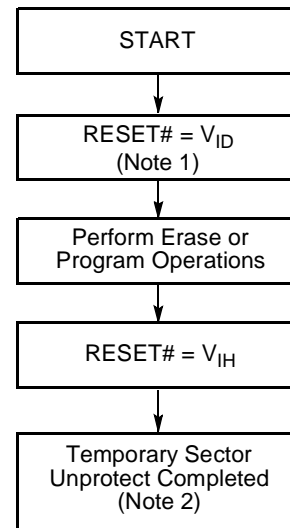 START
RESET# = VID
(Note 1)
Perform Erase or
Program Operations
RESET# = VIH
Temporary Sector
Unprotect Completed
(Note 2)